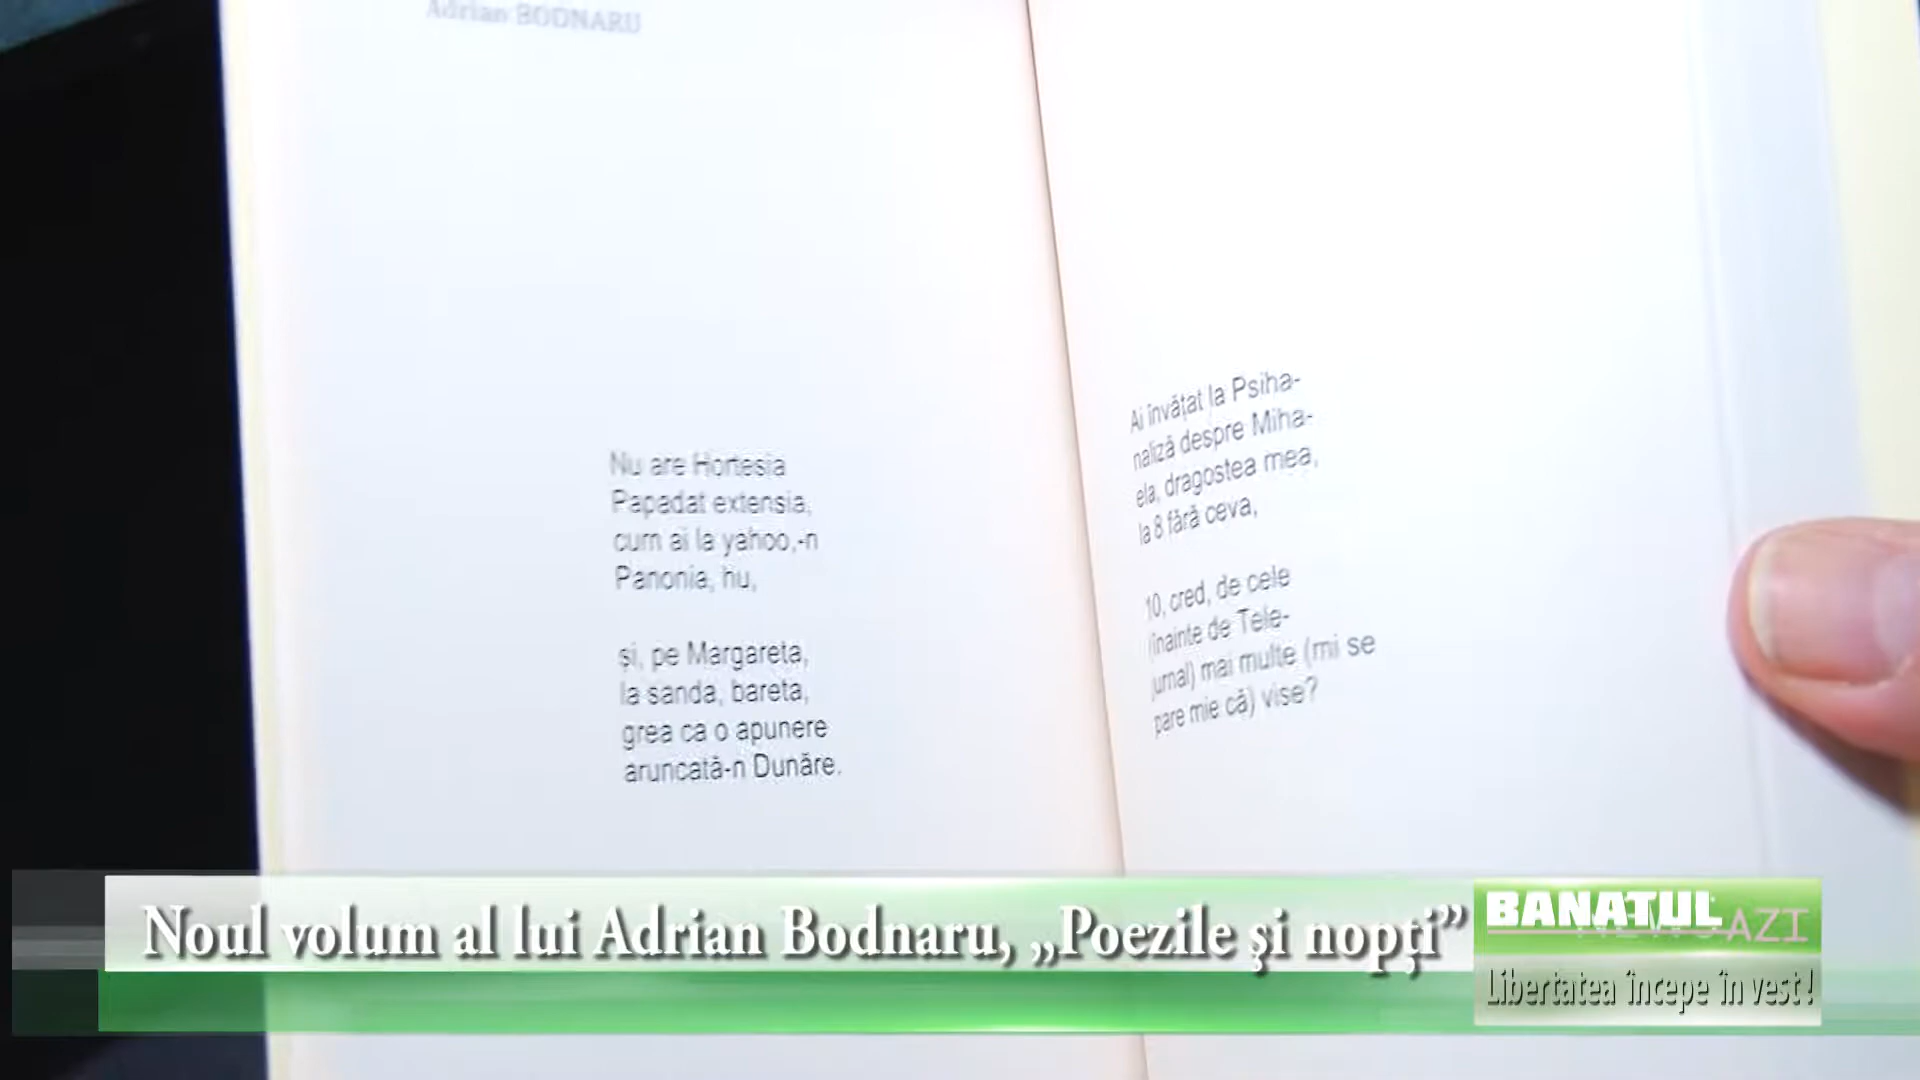 Adrian BODNARU
Nu are Hortesia
Papadat extensia,
cum ai la yahoo,-n
Panonia, hu,
și, pe Margareta,
la sanda, bareta,
grea ca o apunere
aruncată-n Dunăre.
Ai învățat la Psiha-
naliză despre Miha-
ela, dragostea mea,
la 8 fără ceva,
10, cred, de cele
(înainte de Tele-
jurnal) mai multe (mi se
pare mie că) vise?
Noul volum al lui Adrian Bodnaru, „Poezile şi nopţi”
BANATUL
AZI
Libertatea începe în vest!